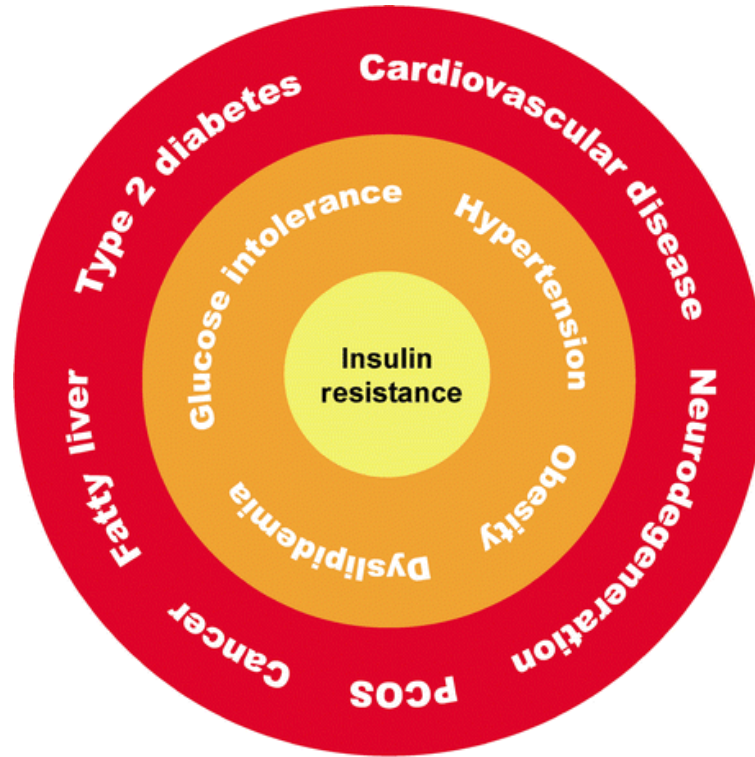 Cardiovascular disease
Neurodegeneration
PCOS
Cancer
Fatty liver
Type 2 diabetes
Glucose intolerance
Hypertension
Obesity
Dyslipidemia
Insulin
resistance